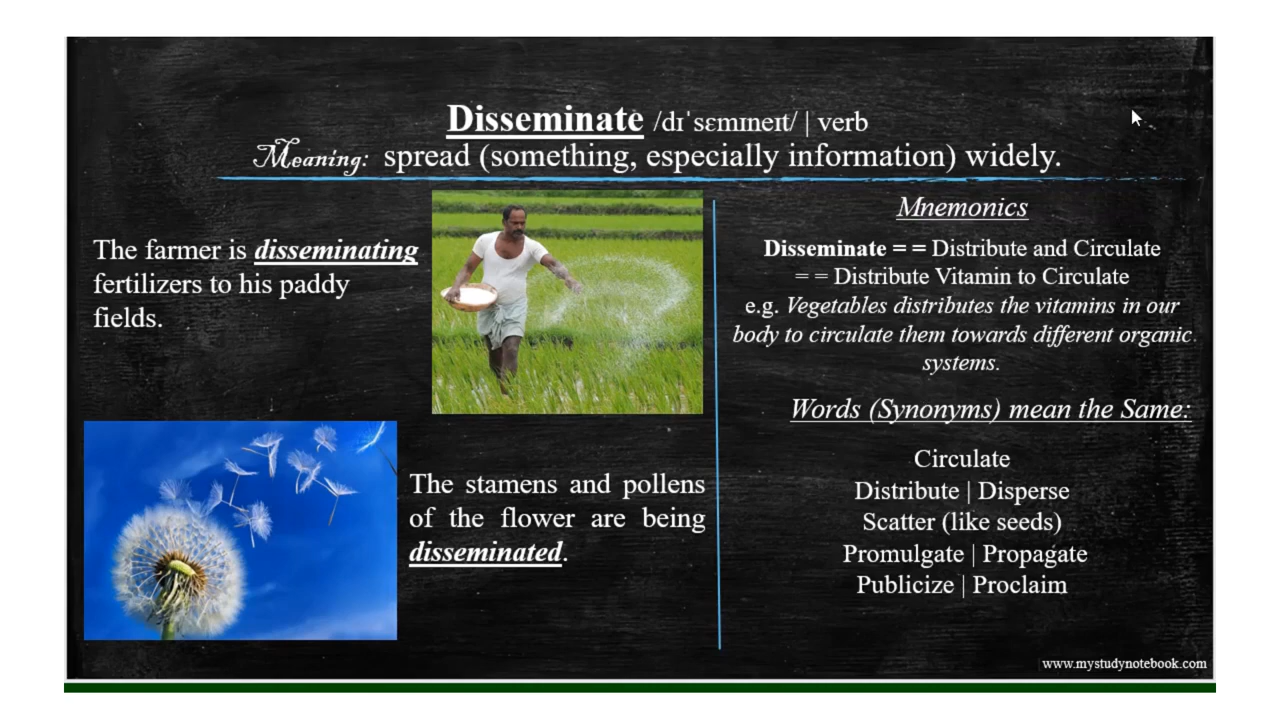 Disseminate /dɪˈsɛmɪneɪt/ | verb
Meaning: spread (something, especially information) widely.
The farmer is disseminating
fertilizers to his paddy
fields.
The stamens and pollens
of the flower are being
disseminated.
Mnemonics
Disseminate = = Distribute and Circulate
= = Distribute Vitamin to Circulate
e.g. Vegetables distributes the vitamins in our
body to circulate them towards different organic
systems.
Words (Synonyms) mean the Same:
Circulate
Distribute | Disperse
Scatter (like seeds)
Promulgate | Propagate
Publicize | Proclaim
www.mystudynotebook.com